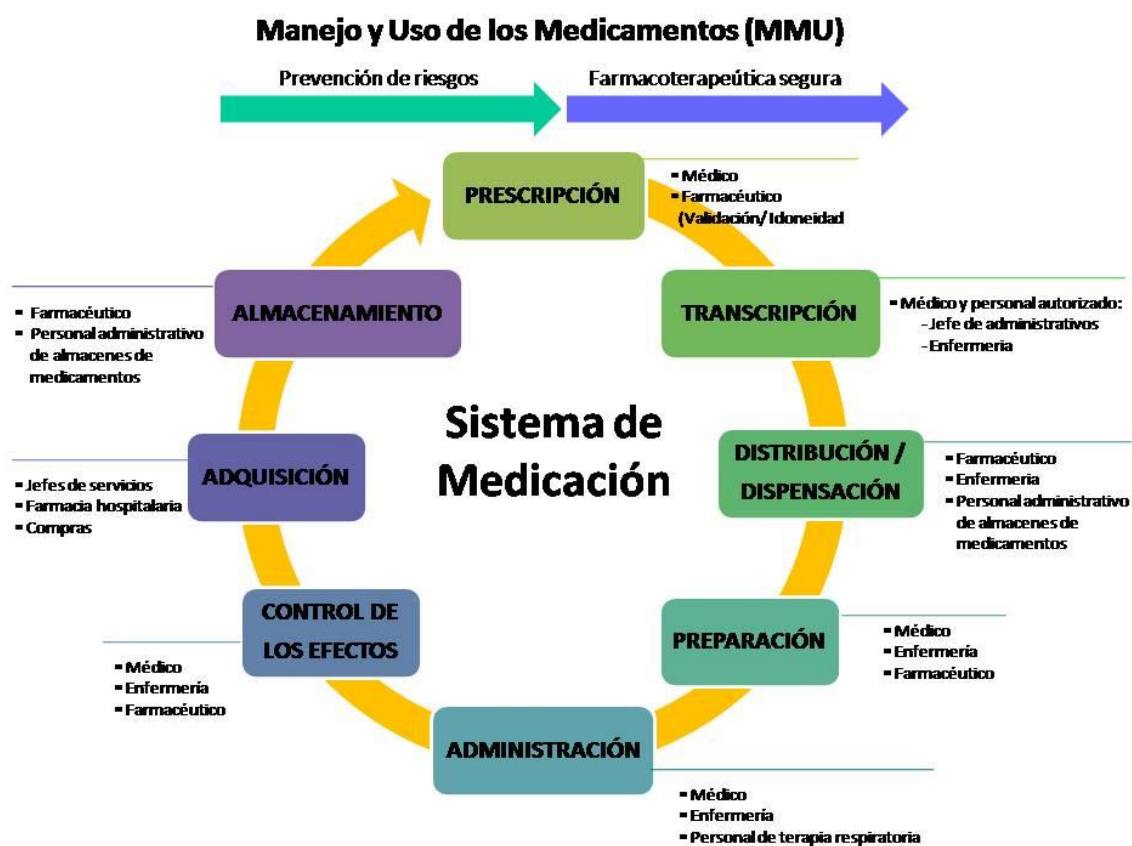 Manejo y Uso de los Medicamentos (MMU)
Prevención de riesgos
Farmacoterapeútica segura
PRESCRIPCIÓN
▪ Médico
▪ Farmacéutico
(Validación/ Idoneidad
TRANSCRIPCIÓN
▪ Médico y personal autorizado:
- Jefe de administrativos
- Enfermeria
DISTRIBUCIÓN /
DISPENSACIÓN
▪ Farmacéutico
▪ Enfermeria
▪ Personal administrativo
de almacenes de
medicamentos
PREPARACIÓN
▪ Médico
▪ Enfermería
▪ Farmacéutico
ADMINISTRACIÓN
▪ Médico
▪ Enfermería
▪ Personal de terapia respiratoria
CONTROL DE
LOS EFECTOS
▪ Médico
▪ Enfermería
▪ Farmacéutico
ADQUISICIÓN
▪ Jefes de servicios
▪ Farmacia hospitalaria
▪ Compras
ALMACENAMIENTO
▪ Farmacéutico
▪ Personal administrativo
de almacenes de
medicamentos
Sistema de
Medicación